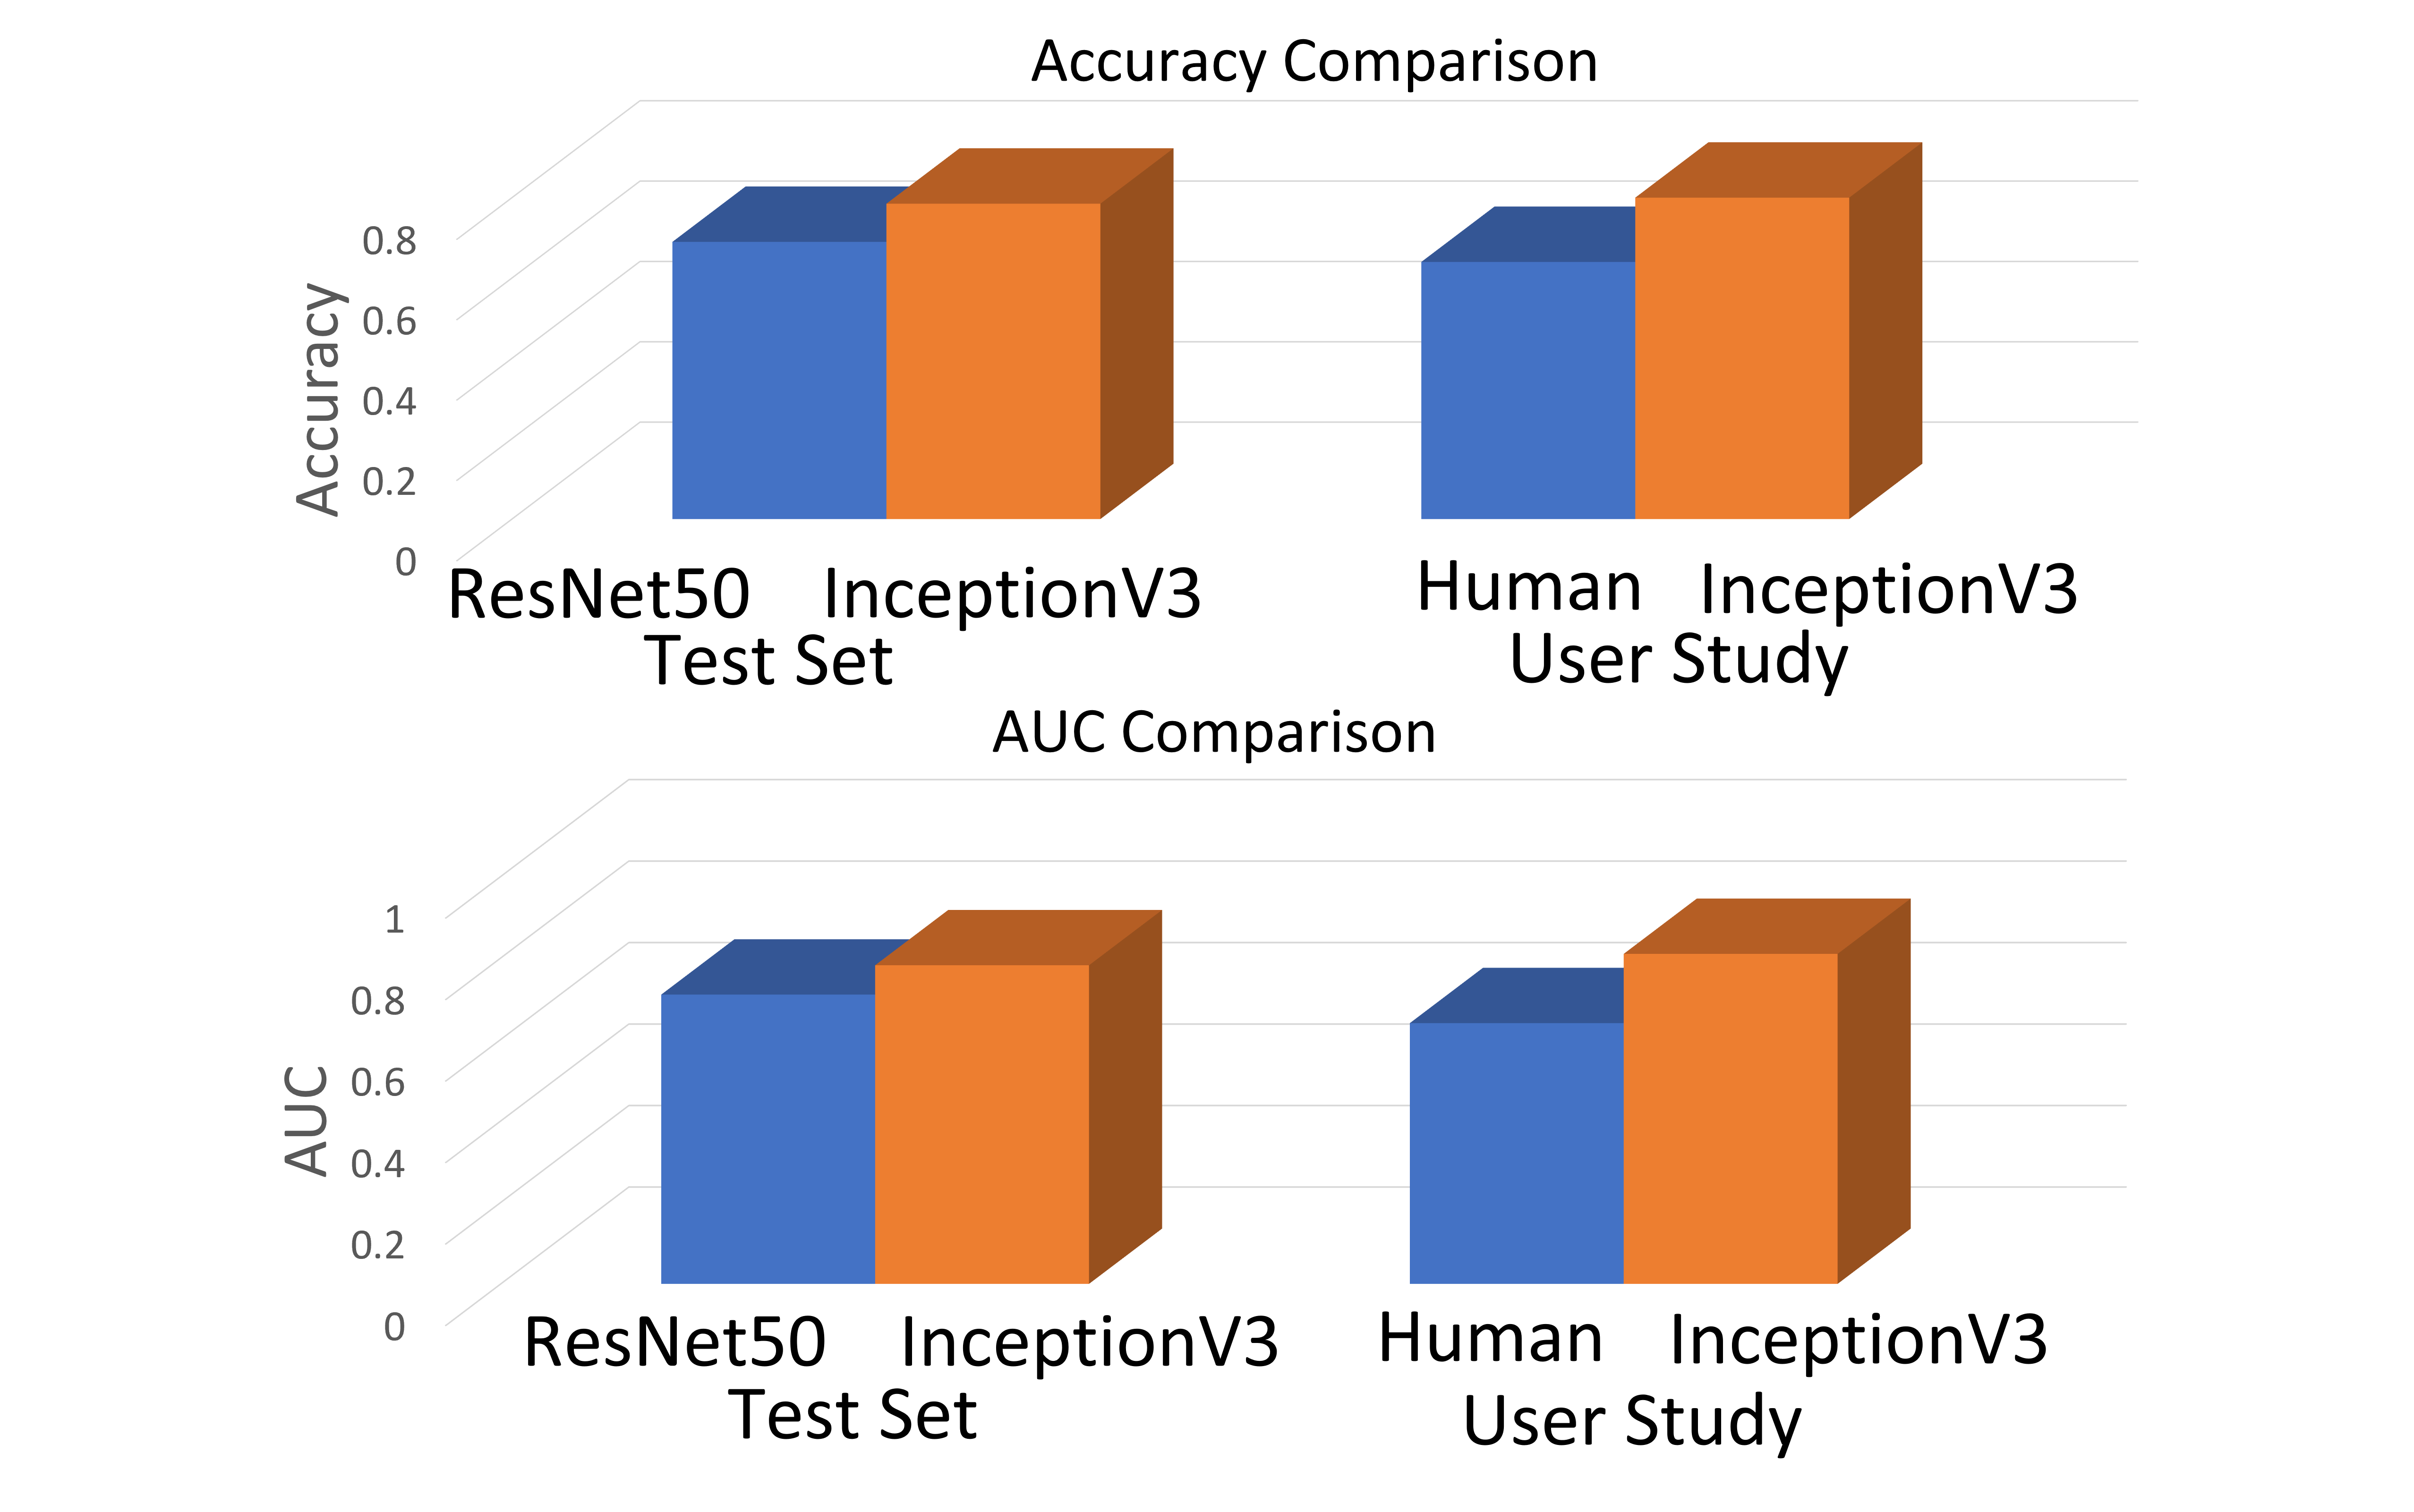 Accuracy Comparison
Accuracy
0.8
0.6
0.4
0.2
0
ResNet50 InceptionV3 Human InceptionV3
Test Set User Study
AUC Comparison
AUC
1
0.8
0.6
0.4
0.2
0
ResNet50 InceptionV3 Human InceptionV3
Test Set User Study